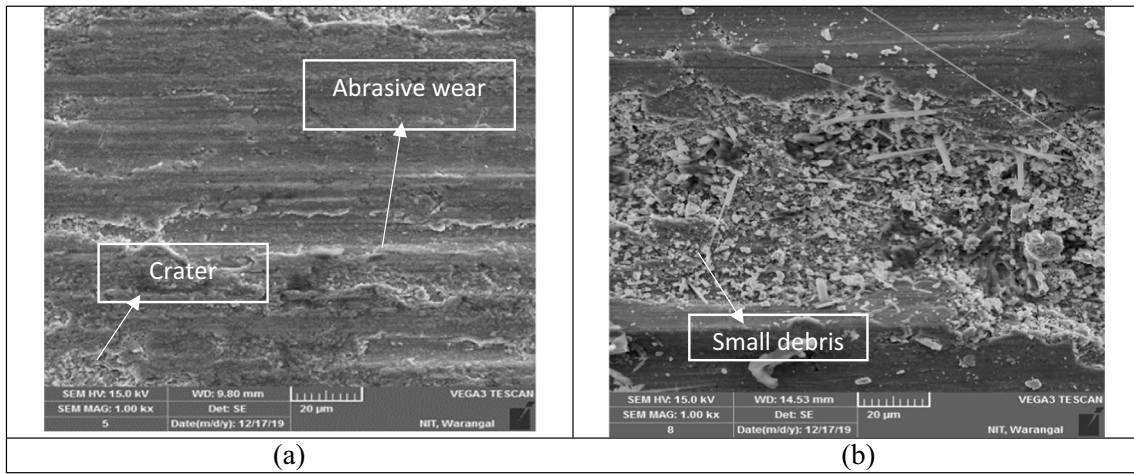 Abrasive wear
Crater
SEM HV: 15.0 kV WD: 9.80 mm VEGA3 TESCAN
SEM MAG: 1.00 kx Det: SE 20 µm
5 Date(m/d/y): 12/17/19 NIT, Warangal
(a)
Small debris
SEM HV: 15.0 kV WD: 14.53 mm VEGA3 TESCAN
SEM MAG: 1.00 kx Det: SE 20 µm
8 Date(m/d/y): 12/17/19 NIT, Warangal
(b)